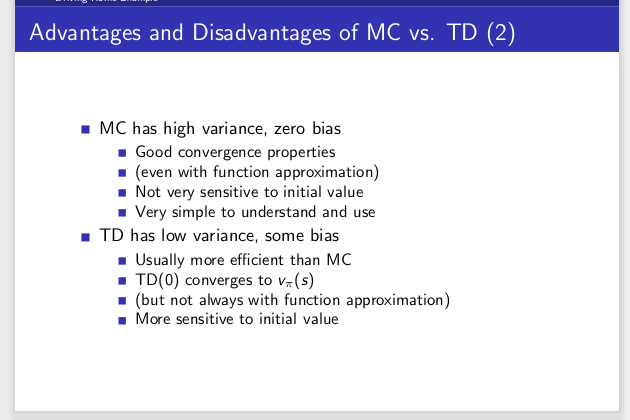 Driving Home Example
Advantages and Disadvantages of MC vs. TD (2)
MC has high variance, zero bias
Good convergence properties
(even with function approximation)
Not very sensitive to initial value
Very simple to understand and use
TD has low variance, some bias
Usually more efficient than MC
TD(0) converges to vπ(s)
(but not always with function approximation)
More sensitive to initial value